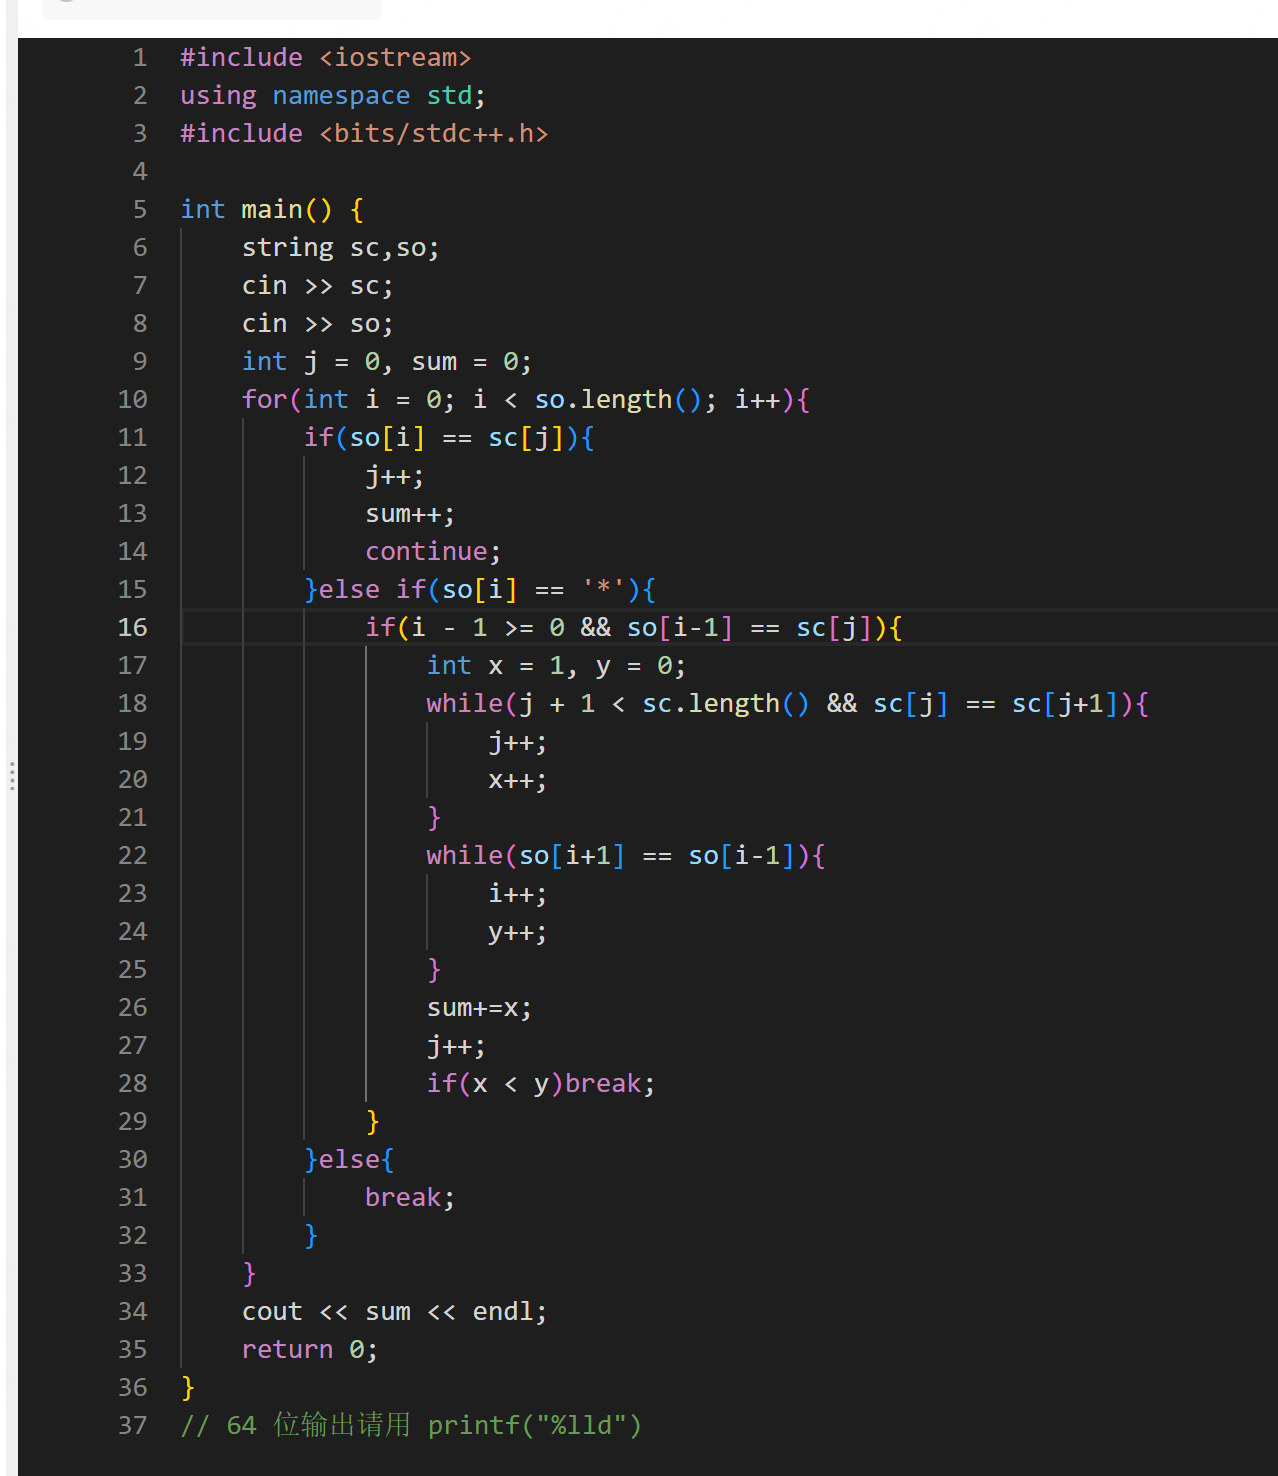 1 #include <iostream>
2 using namespace std;
3 #include <bits/stdc++.h>
4
5 int main() {
6     string sc,so;
7     cin >> sc;
8     cin >> so;
9     int j = 0, sum = 0;
10     for(int i = 0; i < so.length(); i++){
11         if(so[i] == sc[j]){
12             j++;
13             sum++;
14             continue;
15         }else if(so[i] == '*'){
16             if(i - 1 >= 0 && so[i-1] == sc[j]){
17                 int x = 1, y = 0;
18                 while(j + 1 < sc.length() && sc[j] == sc[j+1]){
19                     j++;
20                     x++;
21                 }
22                 while(so[i+1] == so[i-1]){
23                     i++;
24                     y++;
25                 }
26                 sum+=x;
27                 j++;
28                 if(x < y)break;
29             }
30         }else{
31             break;
32         }
33     }
34     cout << sum << endl;
35     return 0;
36 }
37 // 64 位输出请用 printf("%lld")